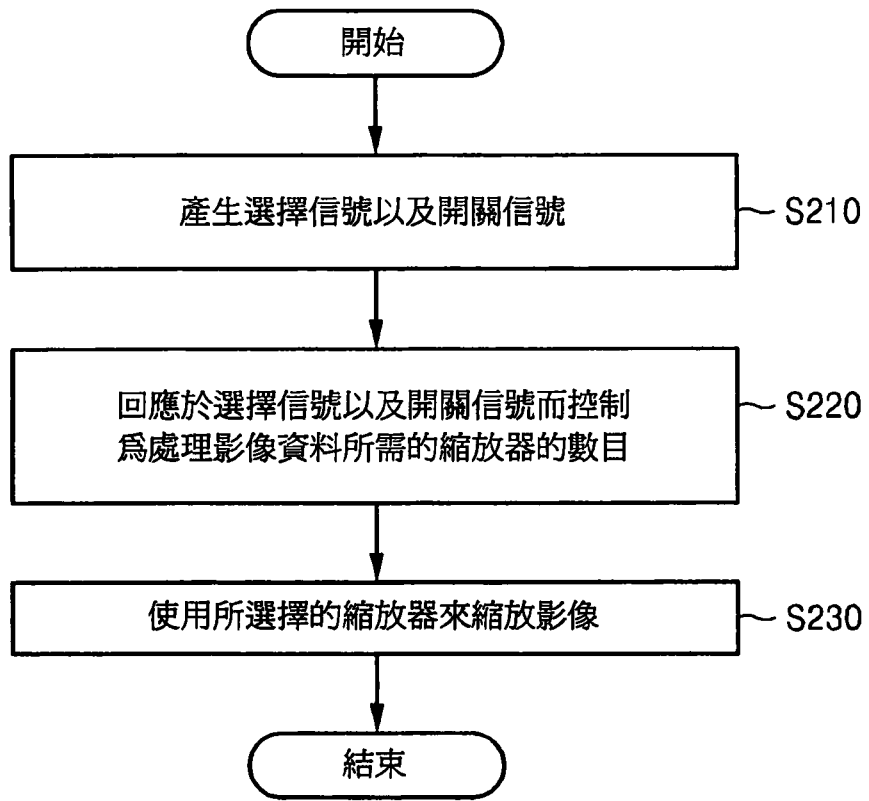 開始
產生選擇信號以及開關信號
S210
回應於選擇信號以及開關信號而控制
爲處理影像資料所需的縮放器的數目
S220
使用所選擇的縮放器來縮放影像
S230
結束